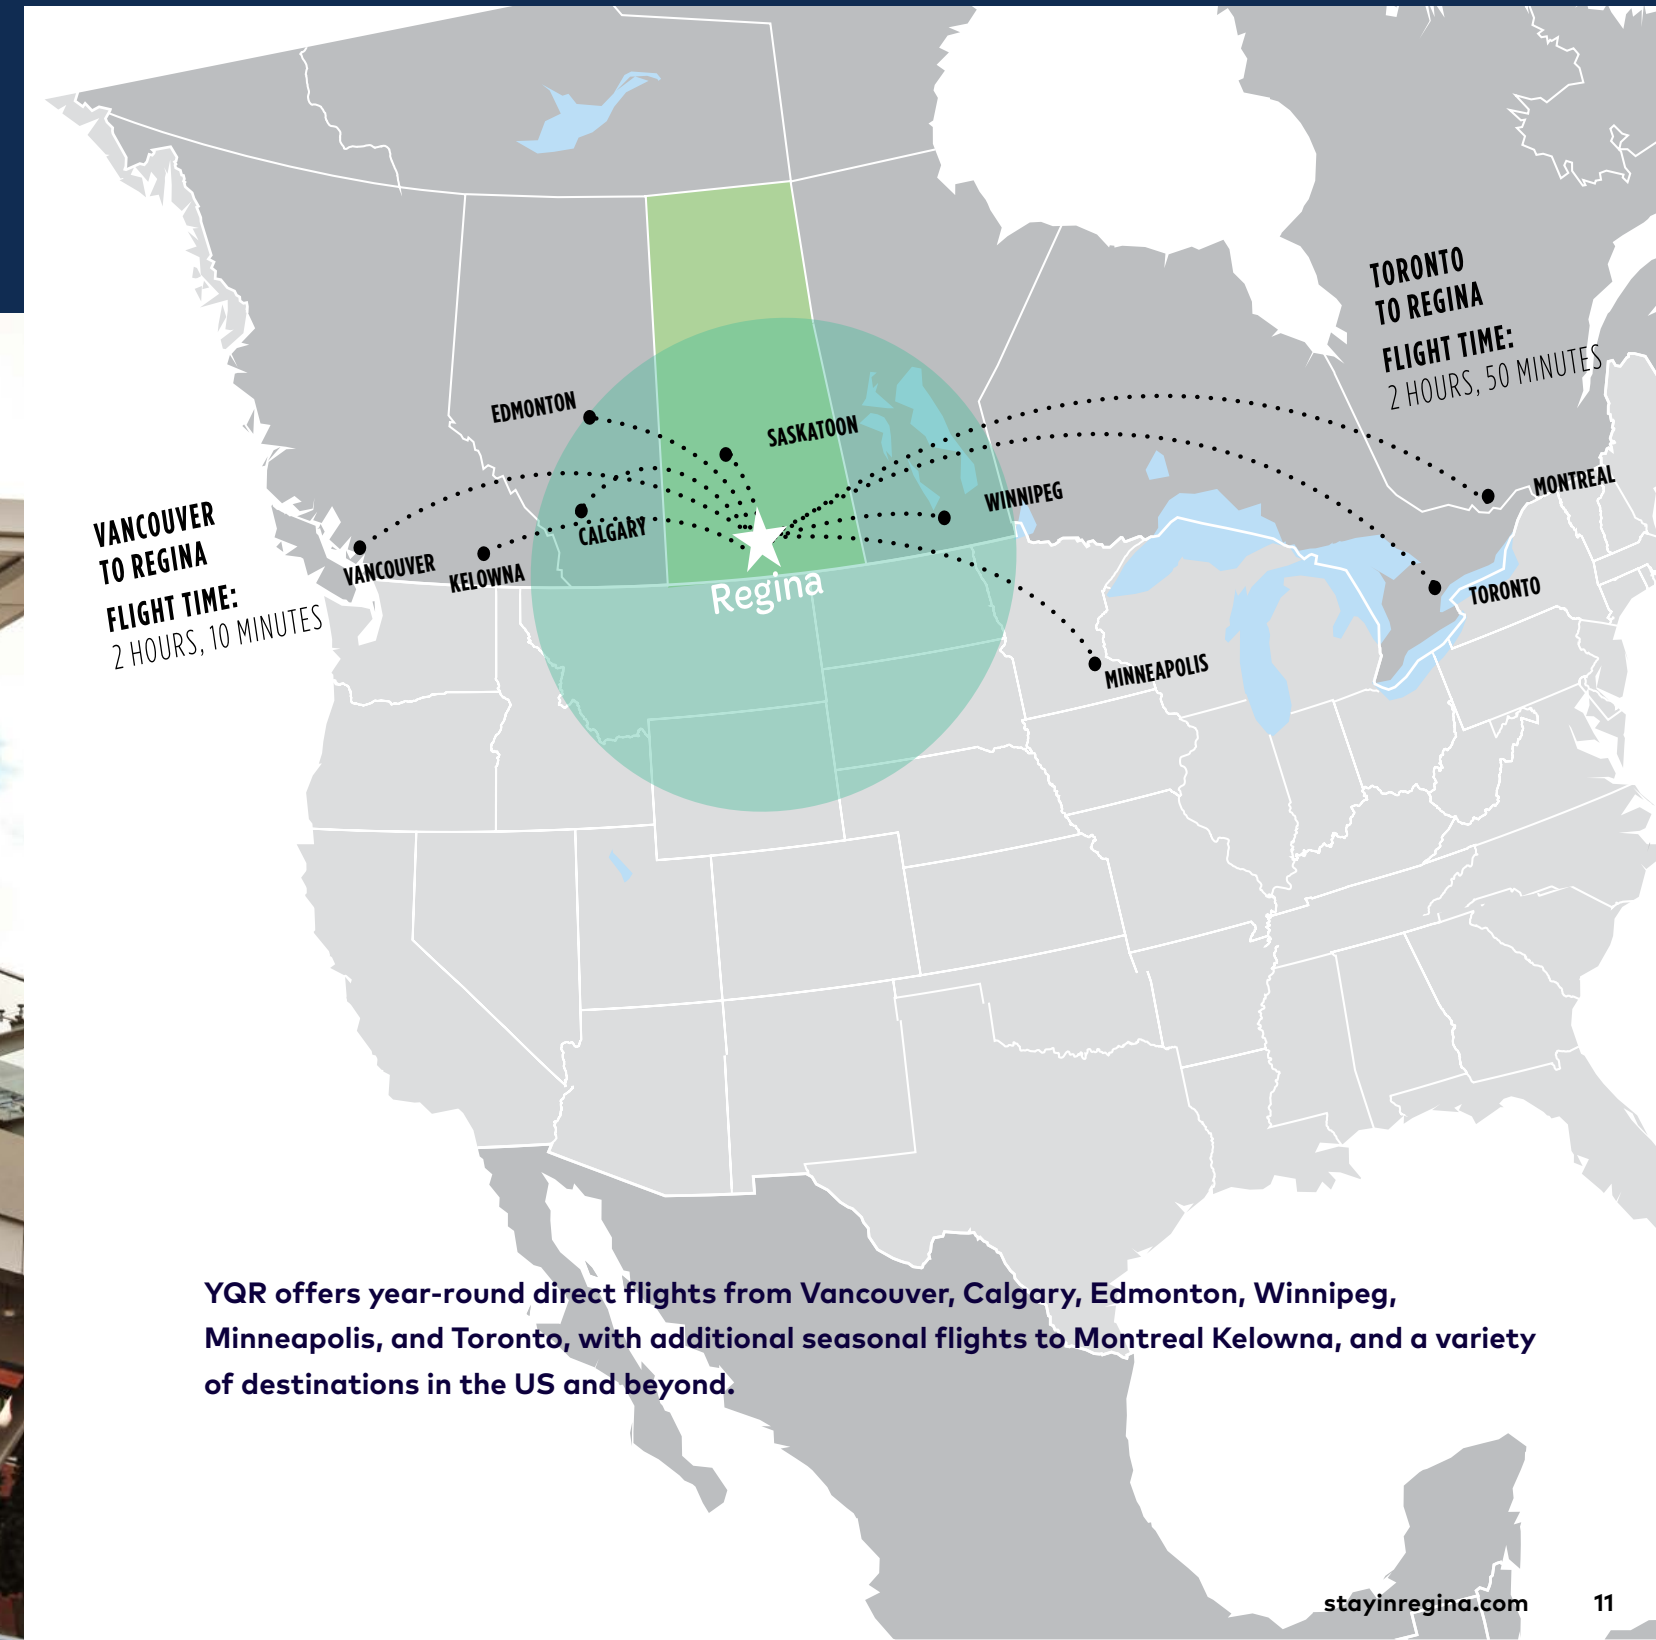 TORONTO
TO REGINA
FLIGHT TIME:
2 HOURS, 50 MINUTES
EDMONTON
SASKATOON
MONTREAL
WINNIPEG
VANCOUVER
TO REGINA
FLIGHT TIME:
2 HOURS, 10 MINUTES
CALGARY
VANCOUVER
KELOWNA
Regina
TORONTO
MINNEAPOLIS
YQR offers year-round direct flights from Vancouver, Calgary, Edmonton, Winnipeg,
Minneapolis, and Toronto, with additional seasonal flights to Montreal Kelowna, and a variety
of destinations in the US and beyond.
stayinregina.com 11